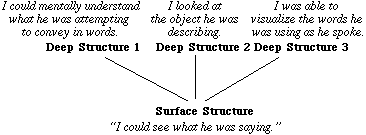 I could mentally understand
what he was attempting
to convey in words.
Deep Structure 1
I looked at
the object he was
describing.
Deep Structure 2
I was able to
visualize the words he
was using as he spoke.
Deep Structure 3
Surface Structure
“I could see what he was saying.”